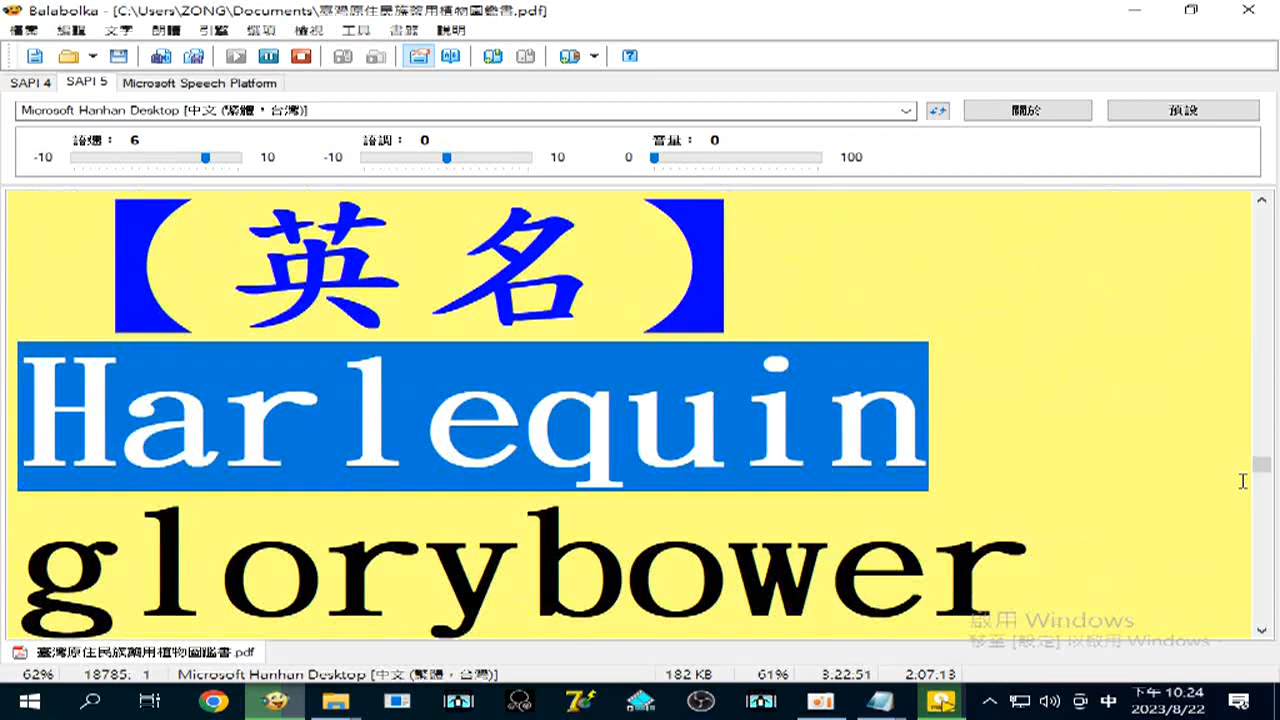 Balabolka - [C:\Users\ZONG\Documents\臺灣原住民族藥用植物圖鑑書.pdf]
檔案 編輯 文字 朗讀 引擎 選項 檢視 工具 書籤 說明
SAPI 4 SAPI 5 Microsoft Speech Platform
Microsoft Hanhan Desktop [中文 (繁體，台灣)] 關於 預設
語速： 6 語調： 0 音量： 0
-10 10 -10 10 0 100
【英名】
Harlequin
glorybower
啟用 Windows
移至 [設定] 以啟用 Windows。
臺灣原住民族藥用植物圖鑑書.pdf
62% 18785: 1 Microsoft Hanhan Desktop [中文 (繁體，台灣)] 182 KB 61% 3.22.51 2:07.13
中 下午 10:24
2023/8/22